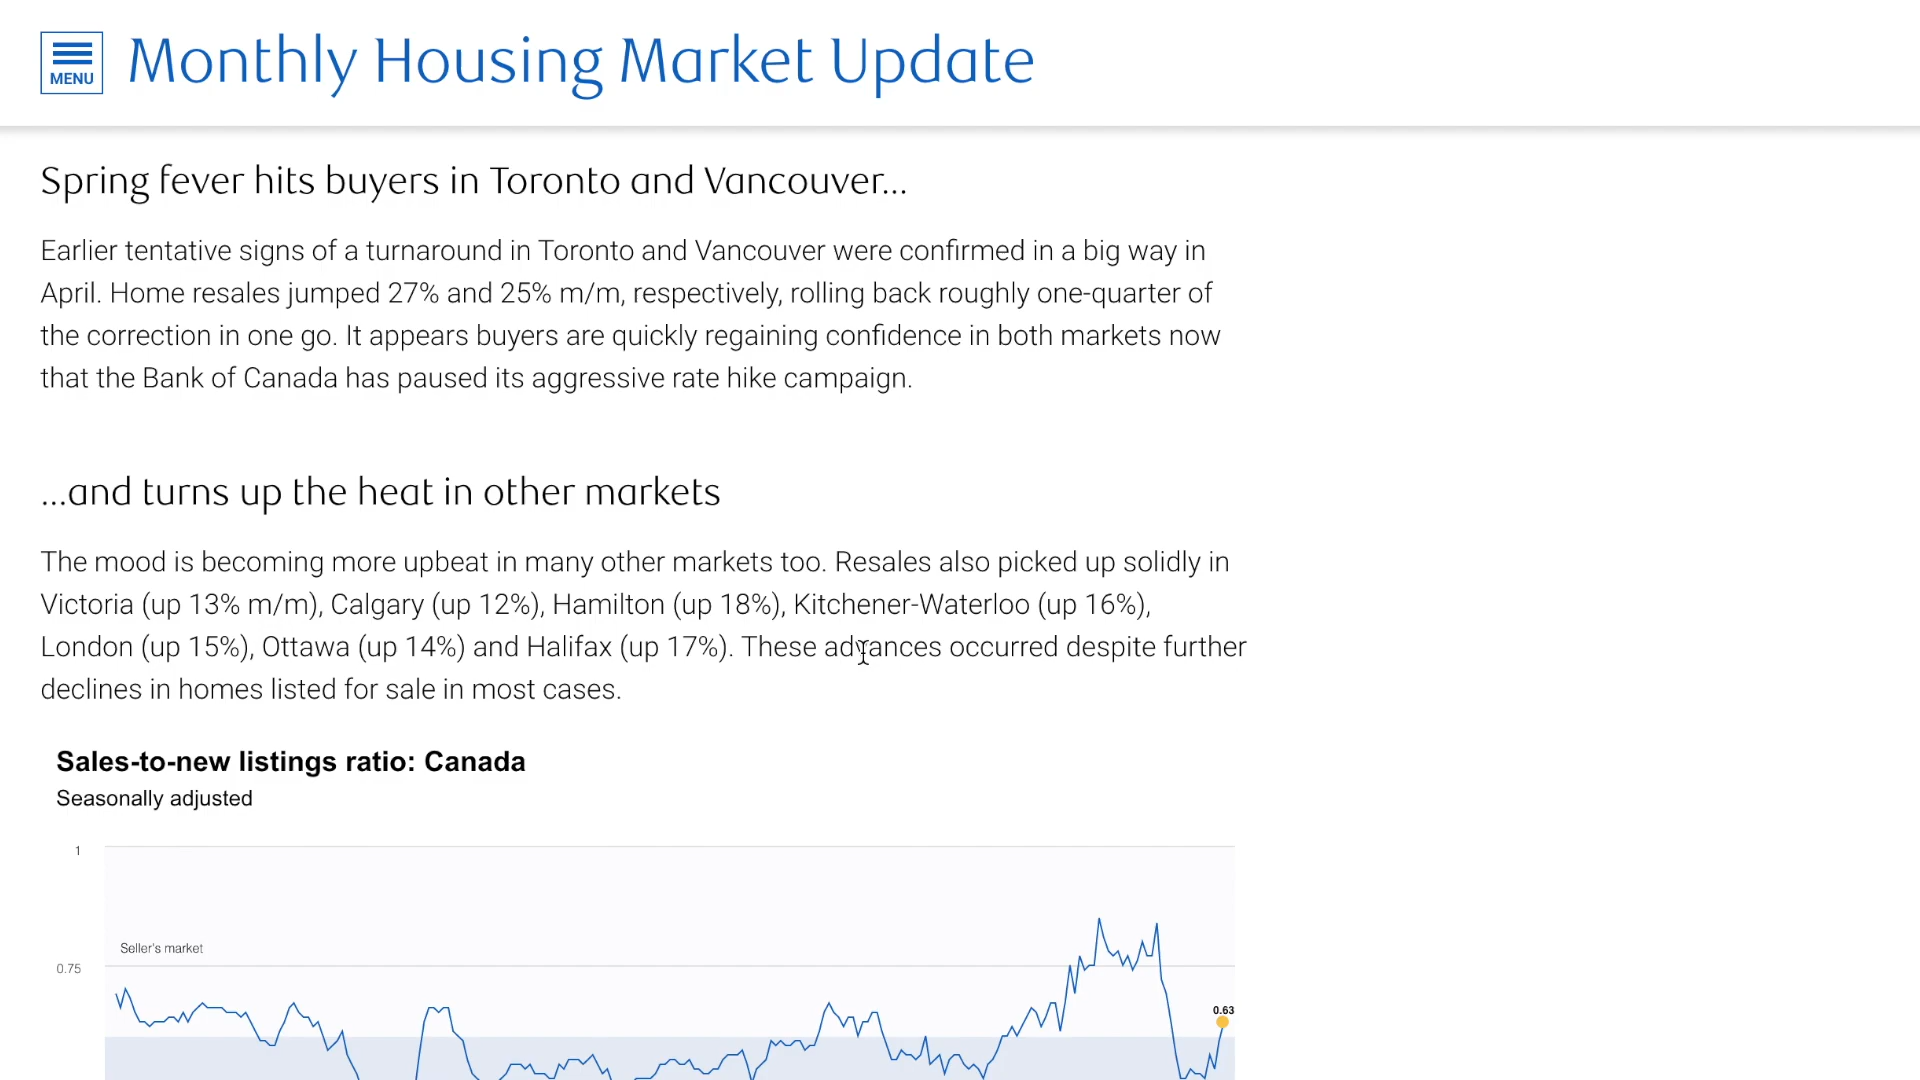 MENU
Monthly Housing Market Update
Spring fever hits buyers in Toronto and Vancouver...
Earlier tentative signs of a turnaround in Toronto and Vancouver were confirmed in a big way in
April. Home resales jumped 27% and 25% m/m, respectively, rolling back roughly one-quarter of
the correction in one go. It appears buyers are quickly regaining confidence in both markets now
that the Bank of Canada has paused its aggressive rate hike campaign.
...and turns up the heat in other markets
The mood is becoming more upbeat in many other markets too. Resales also picked up solidly in
Victoria (up 13% m/m), Calgary (up 12%), Hamilton (up 18%), Kitchener-Waterloo (up 16%),
London (up 15%), Ottawa (up 14%) and Halifax (up 17%). These advances occurred despite further
declines in homes listed for sale in most cases.
Sales-to-new listings ratio: Canada
Seasonally adjusted
1
Seller's market
0.75
0.63